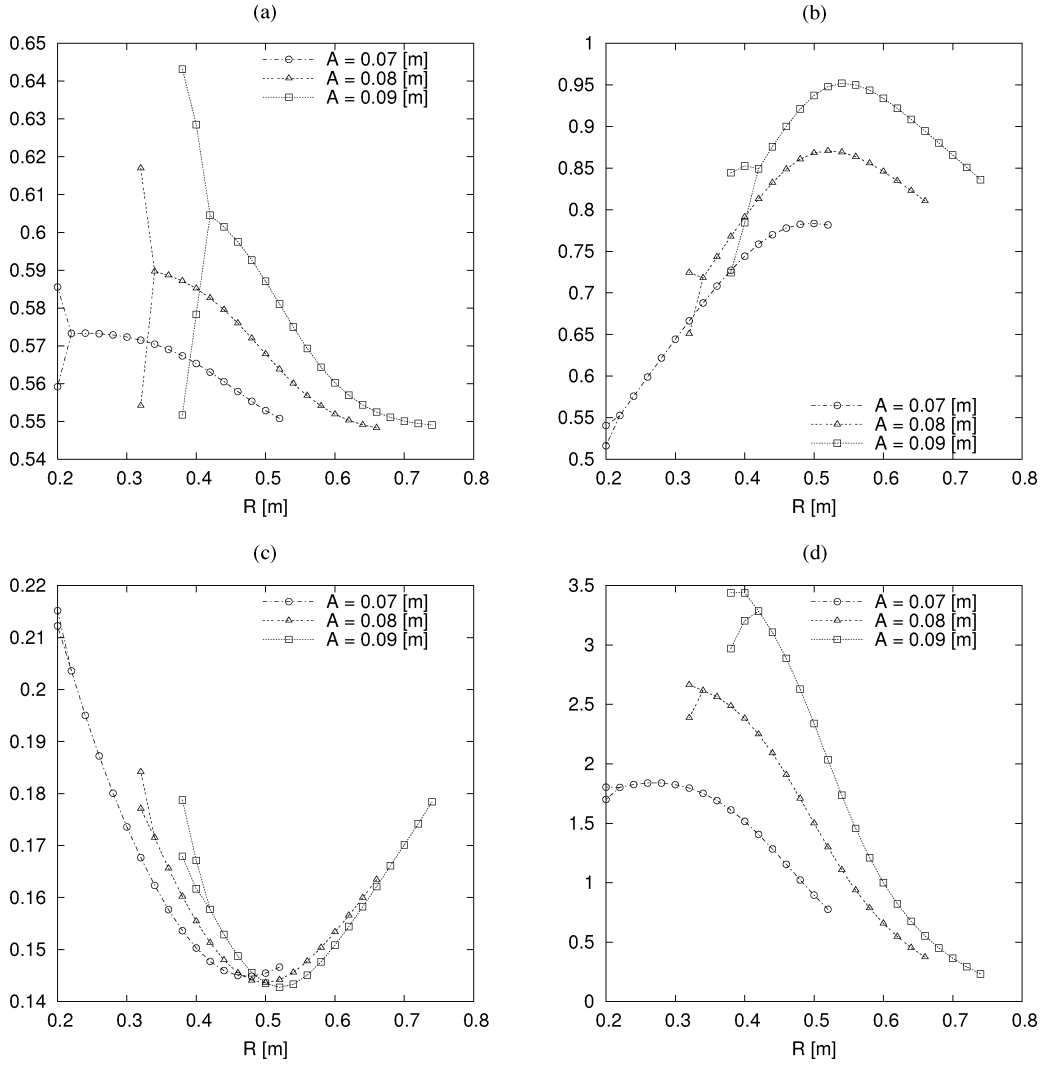 (a)
0.65
0.64
0.63
0.62
0.61
0.6
0.59
0.58
0.57
0.56
0.55
0.54
0.2 0.3 0.4 0.5 0.6 0.7 0.8
R [m]
A = 0.07 [m]
A = 0.08 [m]
A = 0.09 [m]
(b)
1
0.95
0.9
0.85
0.8
0.75
0.7
0.65
0.6
0.55
0.5
0.2 0.3 0.4 0.5 0.6 0.7 0.8
R [m]
A = 0.07 [m]
A = 0.08 [m]
A = 0.09 [m]
(c)
0.22
0.21
0.2
0.19
0.18
0.17
0.16
0.15
0.14
0.2 0.3 0.4 0.5 0.6 0.7 0.8
R [m]
A = 0.07 [m]
A = 0.08 [m]
A = 0.09 [m]
(d)
3.5
3
2.5
2
1.5
1
0.5
0
0.2 0.3 0.4 0.5 0.6 0.7 0.8
R [m]
A = 0.07 [m]
A = 0.08 [m]
A = 0.09 [m]